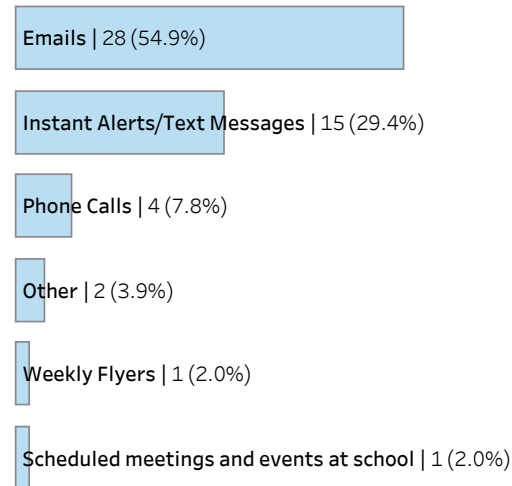 Emails | 28 (54.9%)
Instant Alerts/Text Messages | 15 (29.4%)
Phone Calls | 4 (7.8%)
Other | 2 (3.9%)
Weekly Flyers | 1 (2.0%)
Scheduled meetings and events at school | 1 (2.0%)